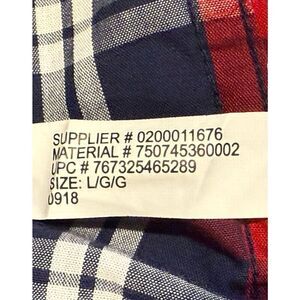 SUPPLIER # 0200011676
MATERIAL # 750745360002
UPC # 767325465289
SIZE: L/G/G
0918